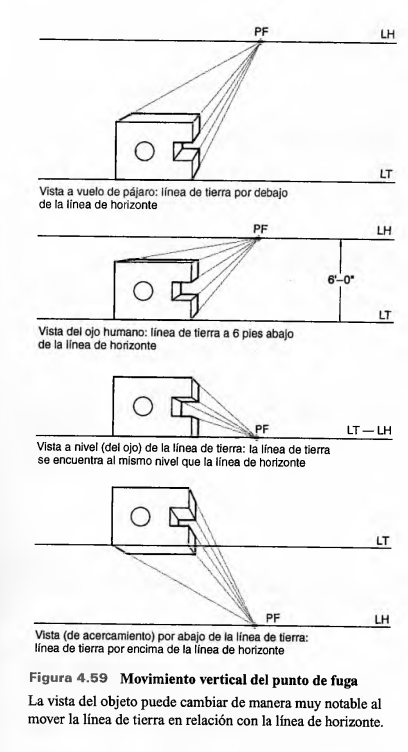 PF
LH
LT
Vista a vuelo de pájaro: línea de tierra por debajo
de la línea de horizonte
PF
LH
6'–0"
LT
Vista del ojo humano: línea de tierra a 6 pies abajo
de la línea de horizonte
PF
LT — LH
Vista a nivel (del ojo) de la línea de tierra: la línea de tierra
se encuentra al mismo nivel que la línea de horizonte
LT
PF
LH
Vista (de acercamiento) por abajo de la línea de tierra:
línea de tierra por encima de la línea de horizonte
Figura 4.59 Movimiento vertical del punto de fuga
La vista del objeto puede cambiar de manera muy notable al
mover la línea de tierra en relación con la línea de horizonte.